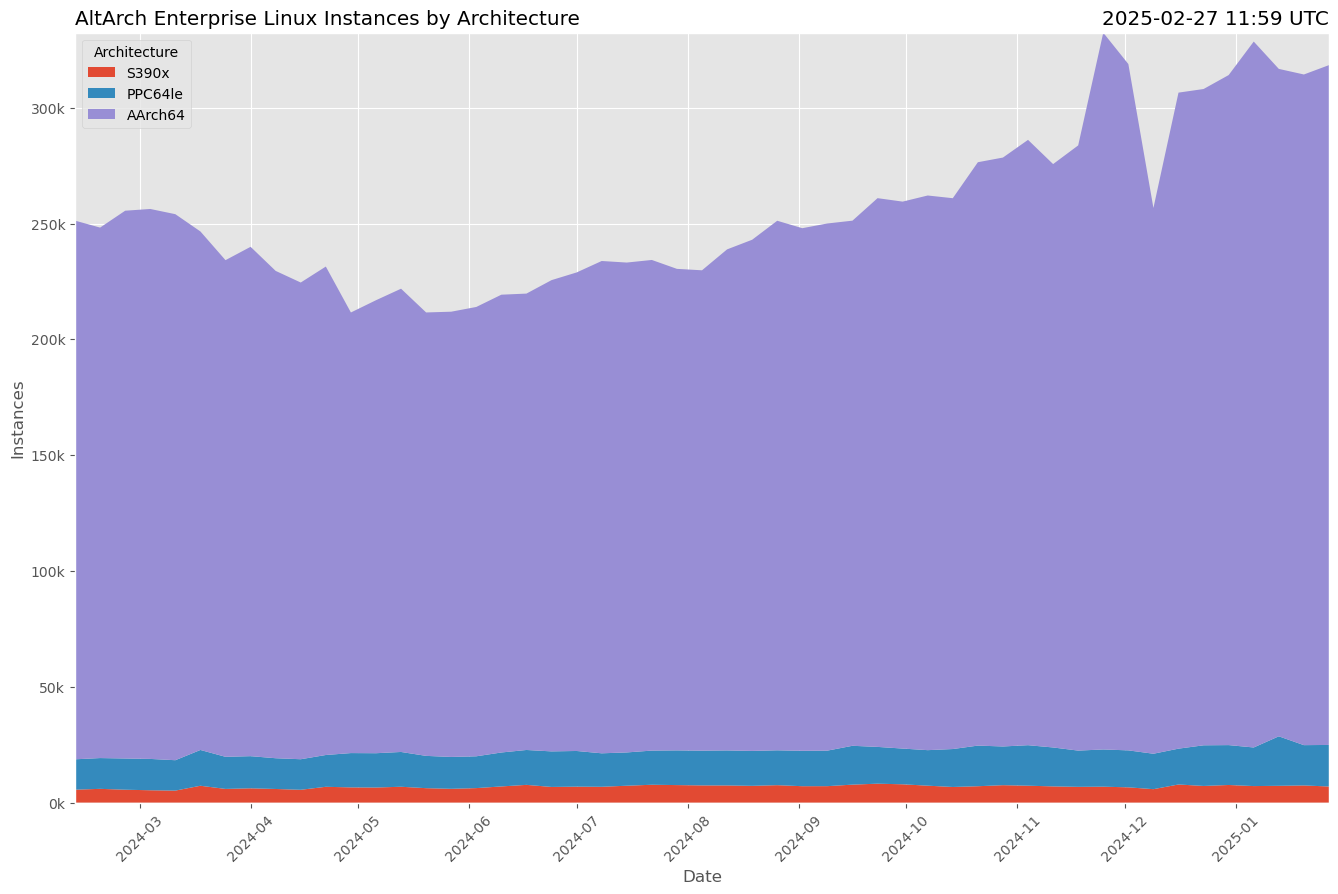 AltArch Enterprise Linux Instances by Architecture
2025-02-27 11:59 UTC
Architecture
S390x
PPC64le
AArch64
300k
250k
200k
150k
100k
50k
0k
Instances
2024-03
2024-04
2024-05
2024-06
2024-07
2024-08
2024-09
2024-10
2024-11
2024-12
2025-01
Date